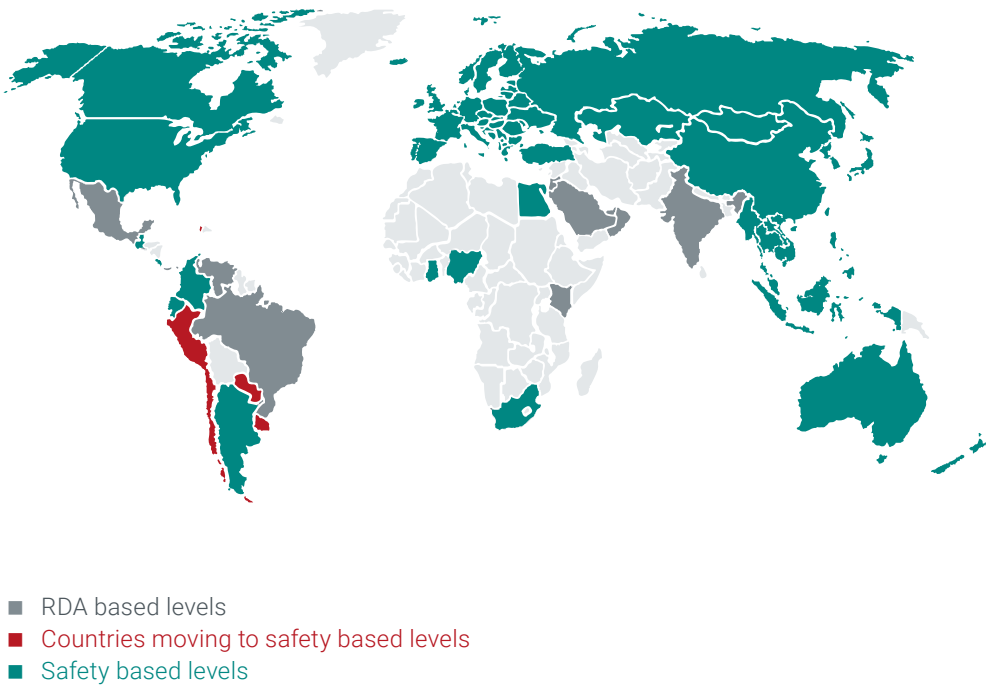 RDA based levels
Countries moving to safety based levels
Safety based levels